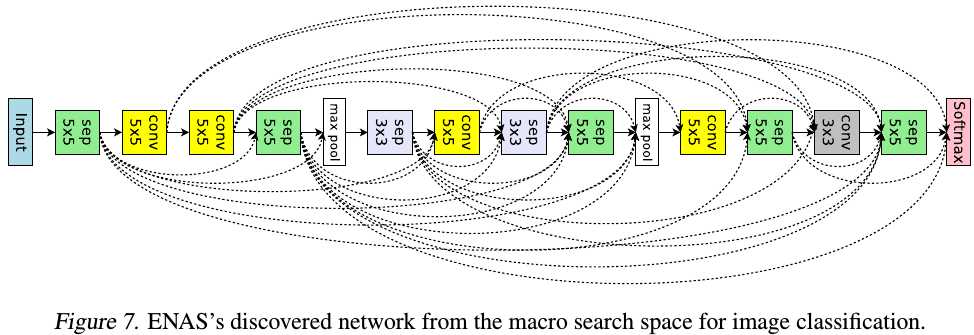 Input
sep
5x5
conv
5x5
conv
5x5
sep
5x5
max pool
sep
3x3
conv
5x5
sep
3x3
sep
5x5
max pool
conv
5x5
sep
5x5
conv
3x3
sep
5x5
Softmax
Figure 7. ENAS’s discovered network from the macro search space for image classification.